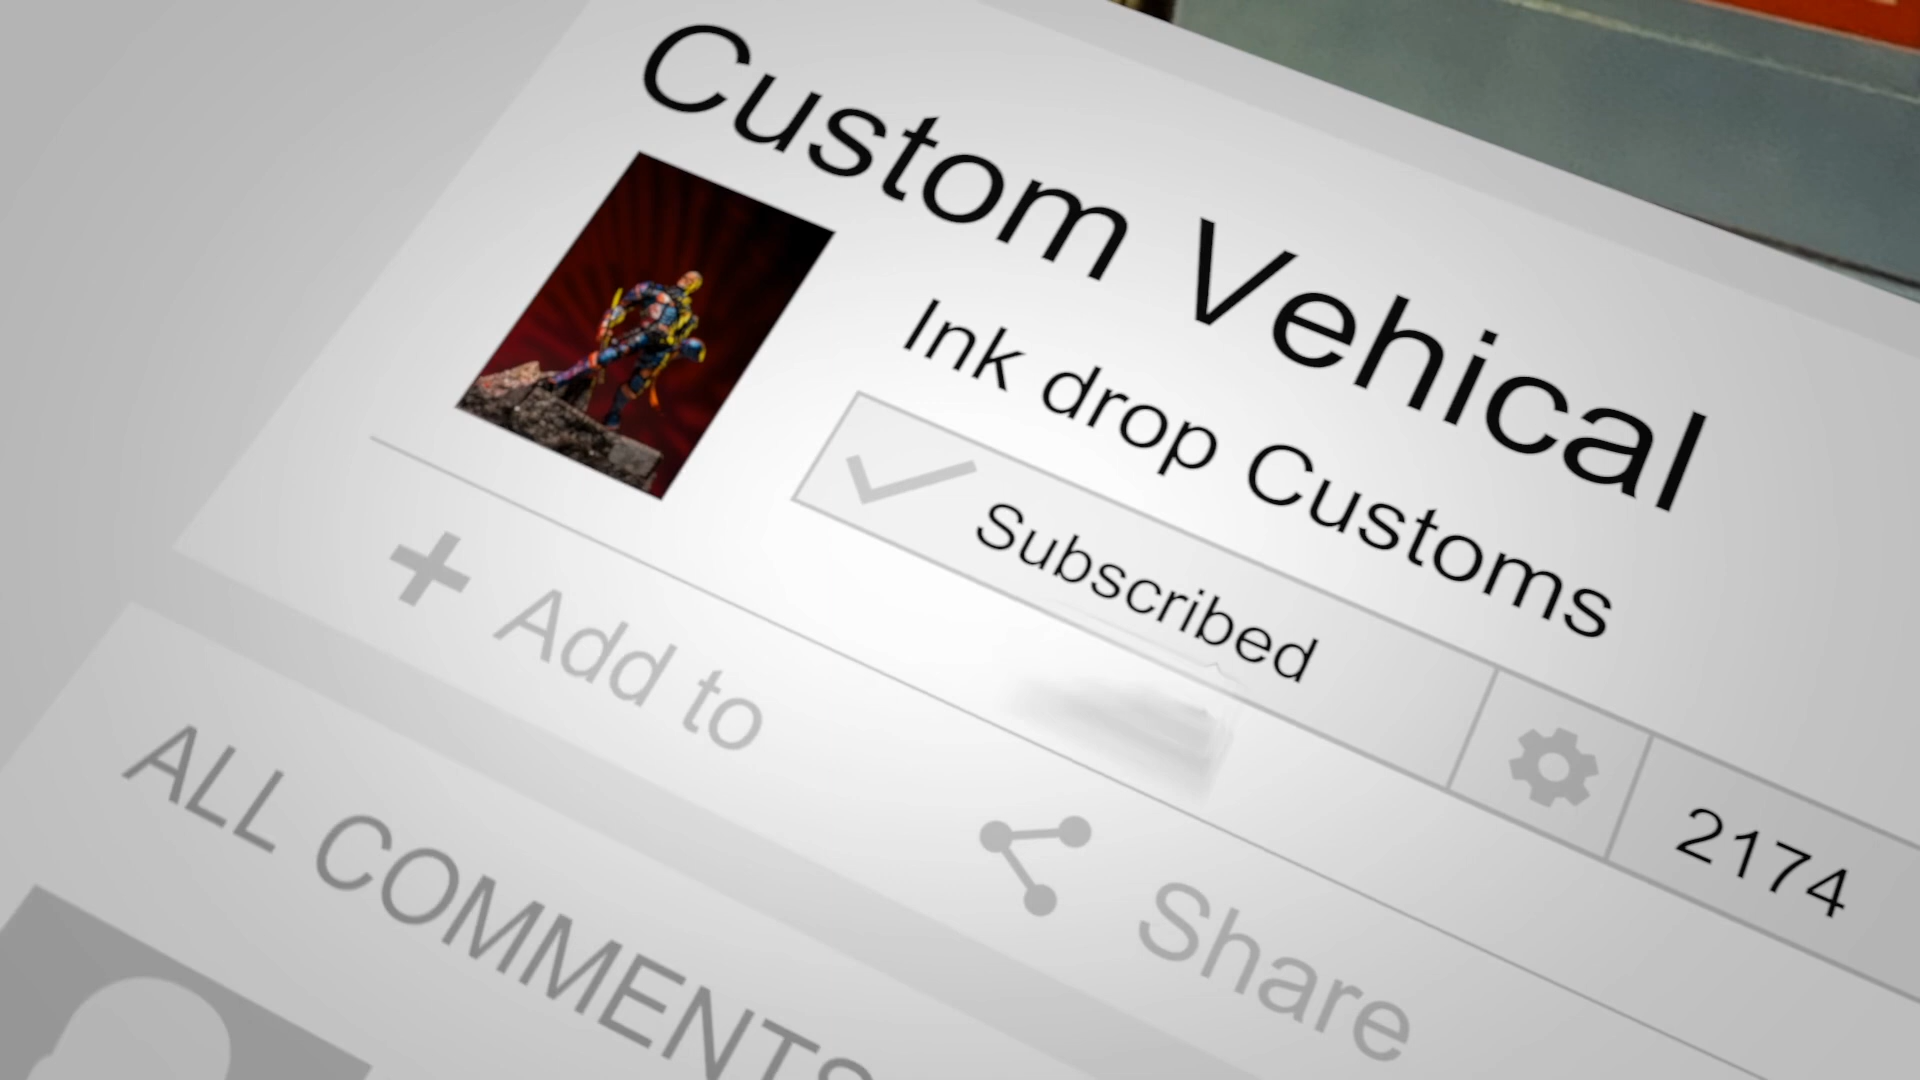 Custom Vehical
Ink drop Customs
Subscribed
2174
Add to
Share
ALL COMMENTS